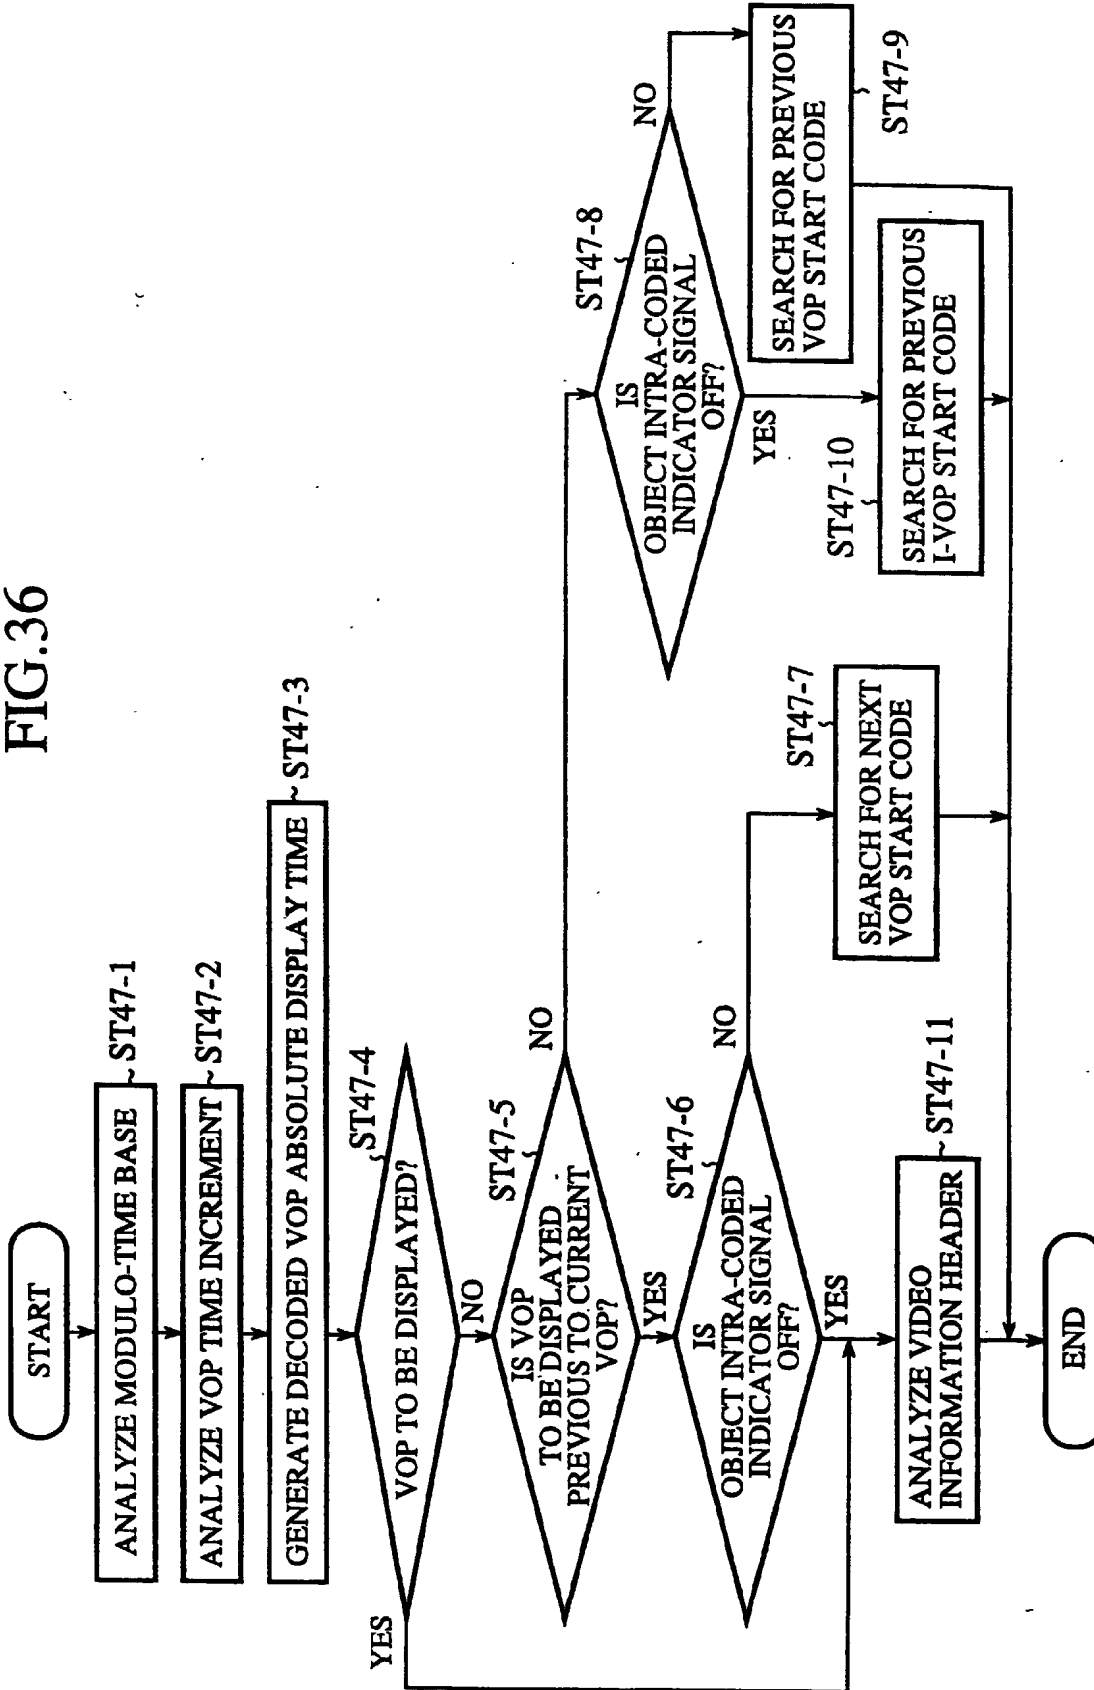 FIG.36
START
ANALYZE MODULO-TIME BASE
ST47-1
ANALYZE VOP TIME INCREMENT
ST47-2
GENERATE DECODED VOP ABSOLUTE DISPLAY TIME
ST47-3
VOP TO BE DISPLAYED?
ST47-4
YES
NO
IS VOP
TO BE DISPLAYED
PREVIOUS TO CURRENT
VOP?
ST47-5
NO
YES
IS
OBJECT INTRA-CODED
INDICATOR SIGNAL
OFF?
ST47-6
NO
YES
SEARCH FOR NEXT
VOP START CODE
ST47-7
IS
OBJECT INTRA-CODED
INDICATOR SIGNAL
OFF?
ST47-8
NO
YES
SEARCH FOR PREVIOUS
VOP START CODE
ST47-9
SEARCH FOR PREVIOUS
I-VOP START CODE
ST47-10
ANALYZE VIDEO
INFORMATION HEADER
ST47-11
END